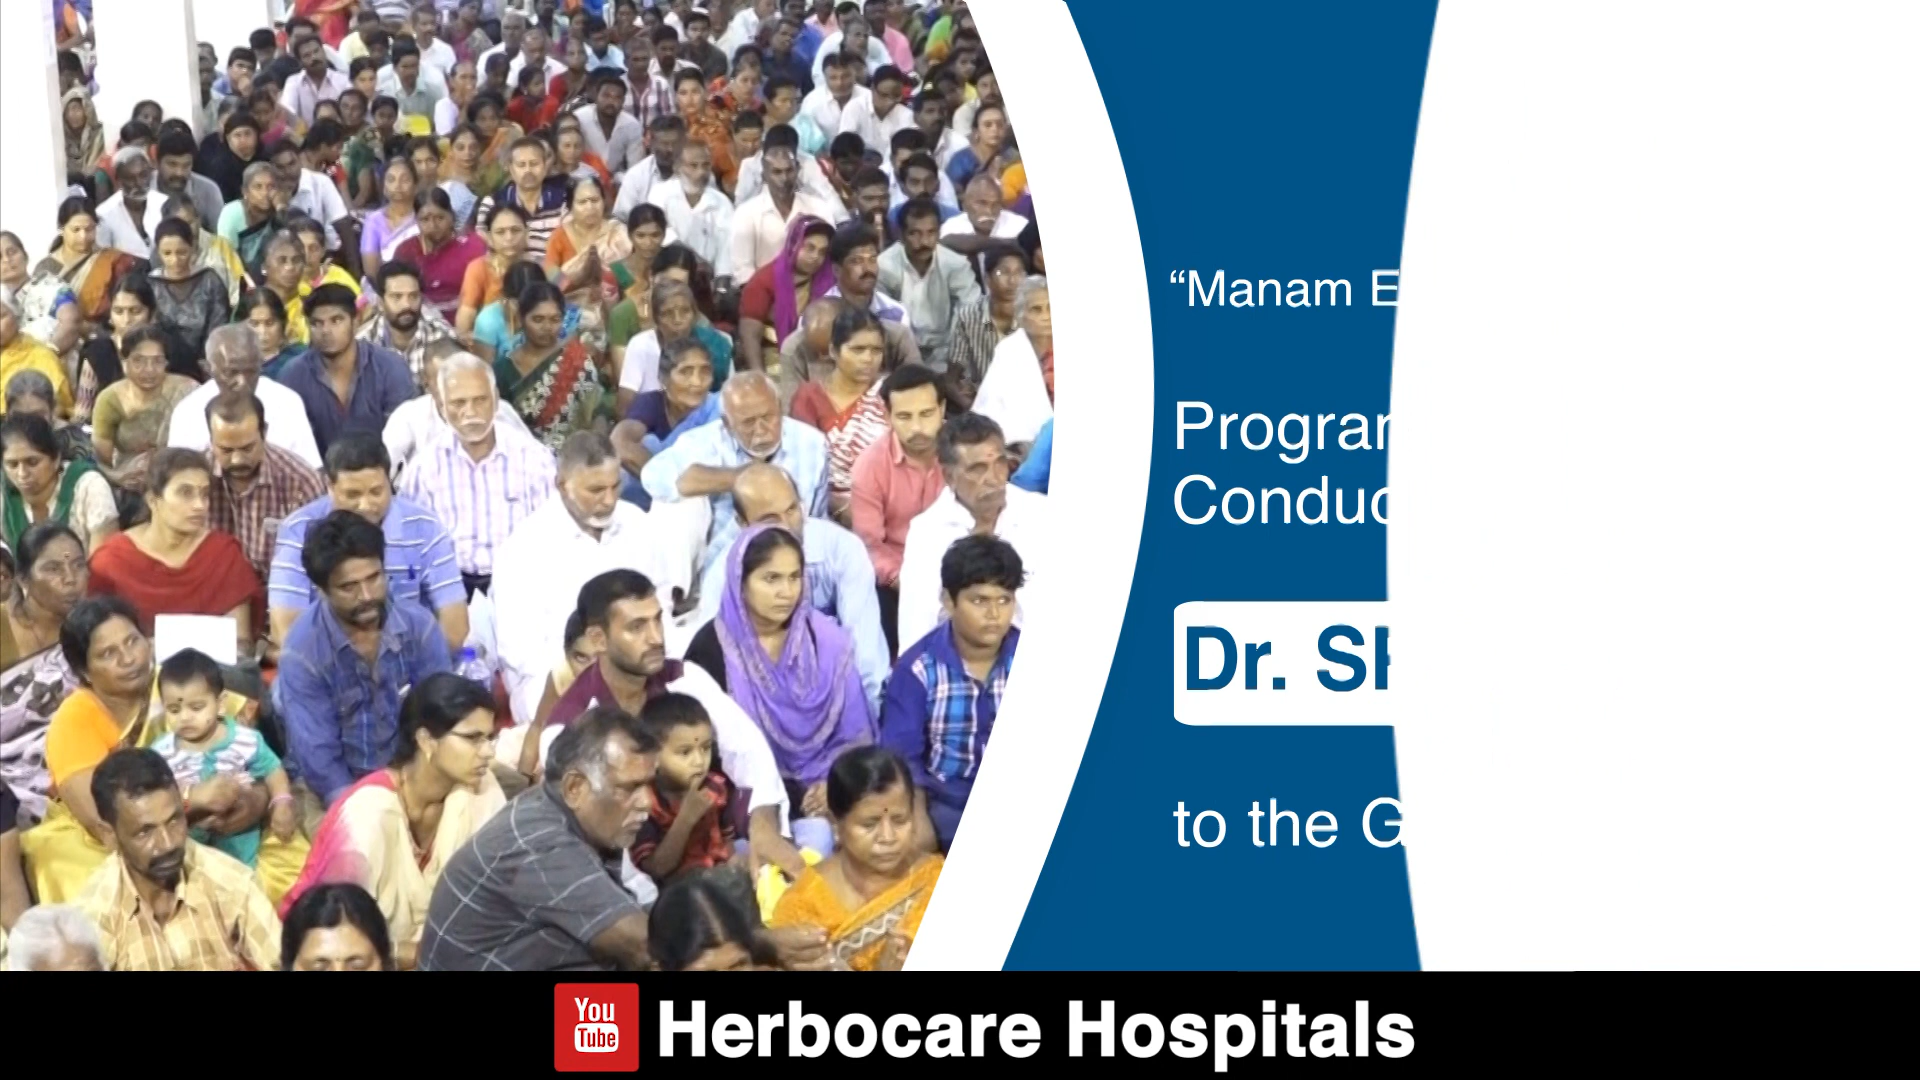 “Manam E
Progra
Conduc
Dr. S
to the G
You
Tube
Herbocare Hospitals